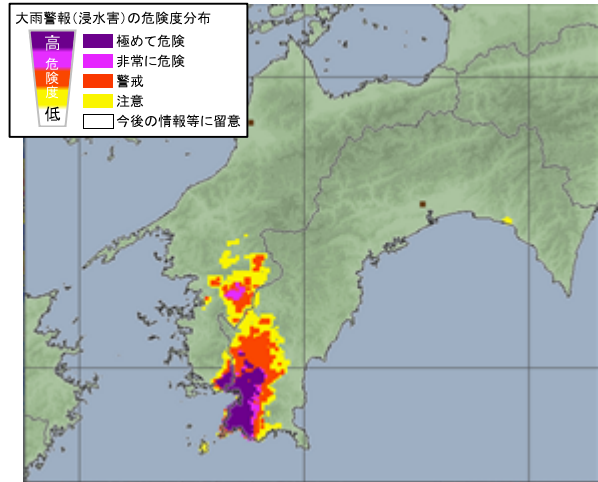 大雨警報(浸水害)の危険度分布
高
危
険
度
低
極めて危険
非常に危険
警戒
注意
今後の情報等に留意